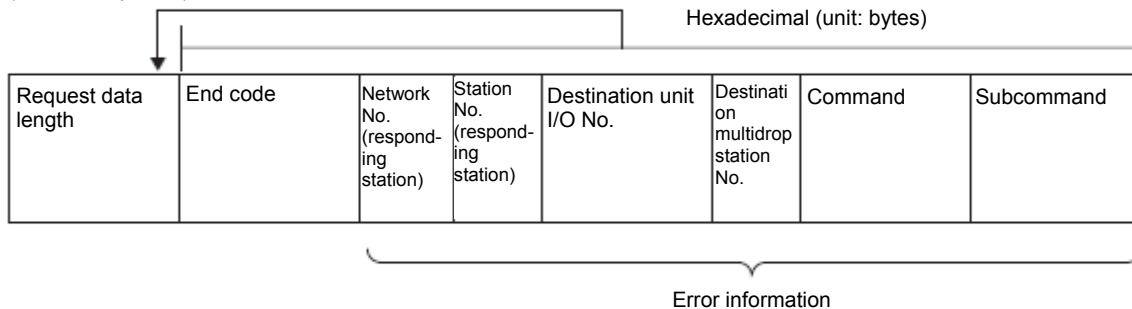 Hexadecimal (unit: bytes)
Request data
length
End code
Network
No.
(respond-
ing
station)
Station
No.
(respond-
ing
station)
Destination unit
I/O No.
Destinati
on
multidrop
station
No.
Command
Subcommand
Error information